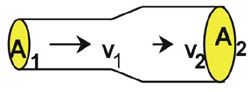 A₁ v₁ v₂ A₂